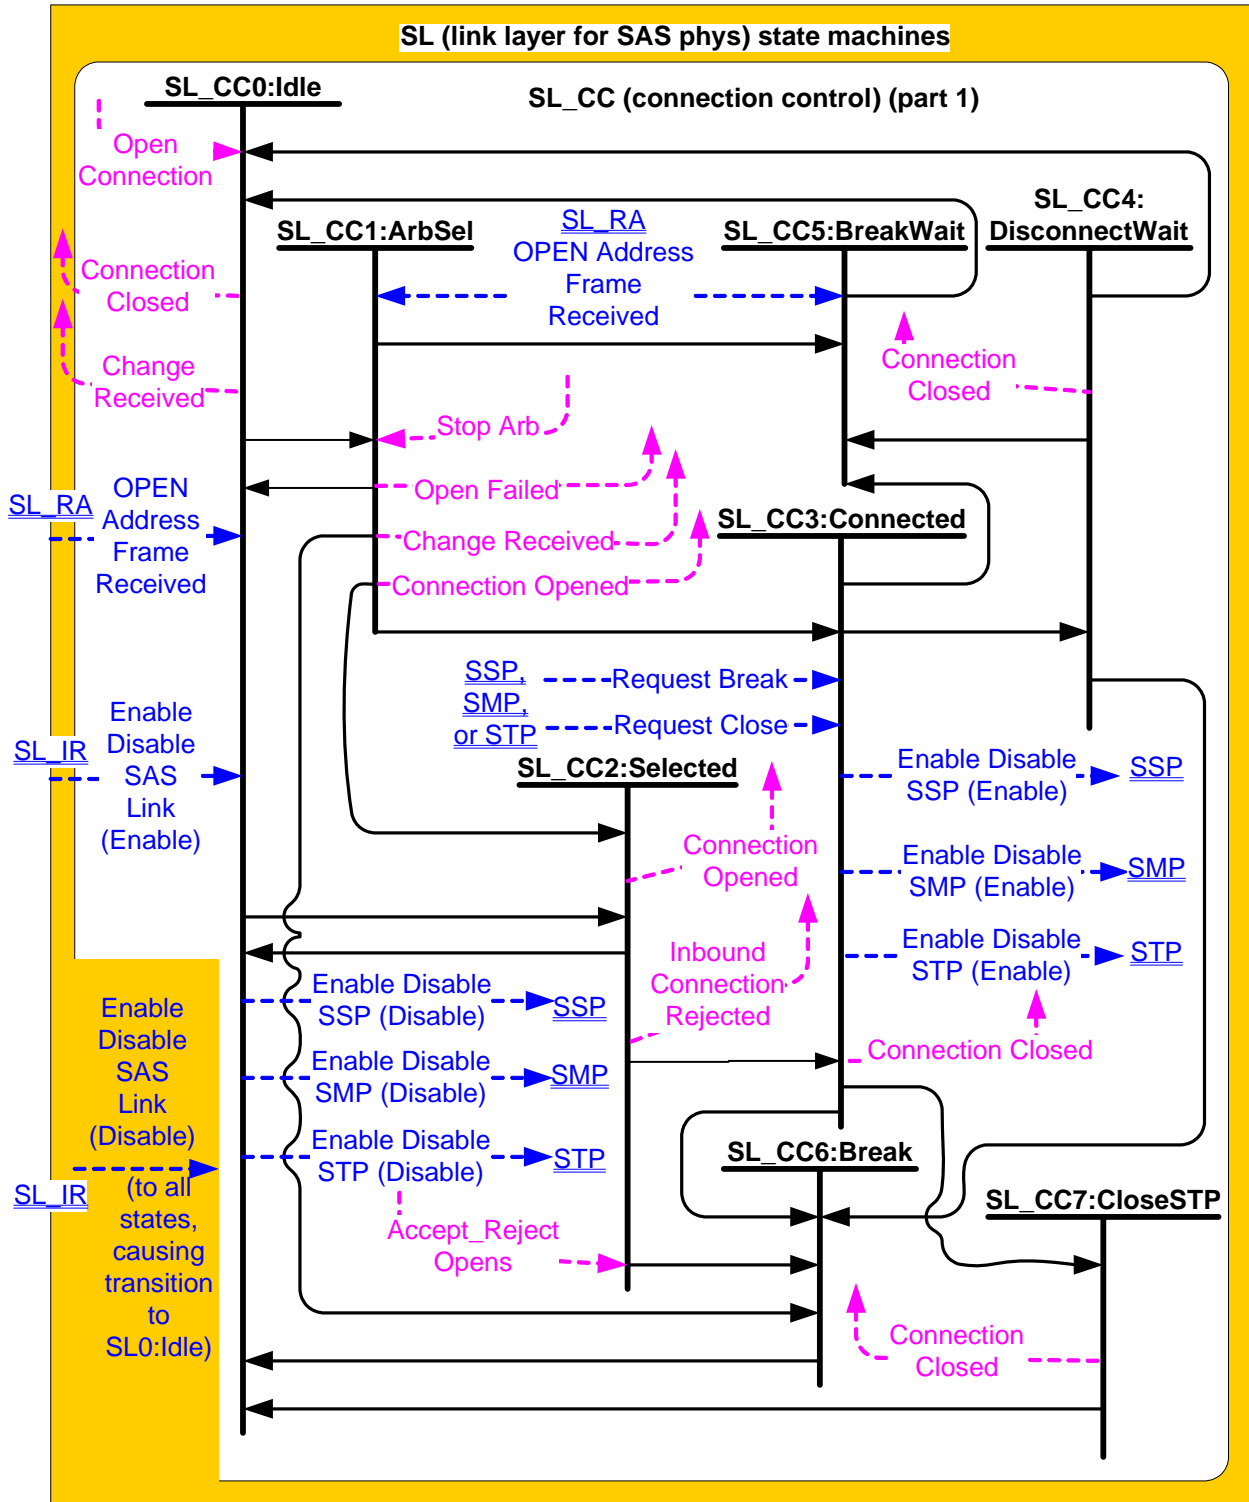 SL (link layer for SAS phys) state machines
SL_CC0:Idle
SL_CC (connection control) (part 1)
Open
Connection
SL_CC1:ArbSel
SL_RA
OPEN Address
Frame
Received
SL_CC5:BreakWait
SL_CC4:
DisconnectWait
Connection
Closed
Change
Received
Connection
Closed
Stop Arb
Open Failed
Change Received
Connection Opened
SL_RA
OPEN
Address
Frame
Received
SL_CC3:Connected
SSP,
SMP,
or STP
Request Break
Request Close
SL_IR
Enable
Disable
SAS
Link
(Enable)
SL_CC2:Selected
Enable Disable
SSP (Enable)
SSP
Connection
Opened
Enable Disable
SMP (Enable)
SMP
Inbound
Connection
Rejected
Enable Disable
STP (Enable)
STP
Enable Disable
SSP (Disable)
SSP
Connection Closed
Enable Disable
SMP (Disable)
SMP
Enable Disable
STP (Disable)
STP
Enable
Disable
SAS
Link
(Disable)
SL_IR
(to all
states,
causing
transition
to
SL0:Idle)
SL_CC6:Break
SL_CC7:CloseSTP
Accept_Reject
Opens
Connection
Closed